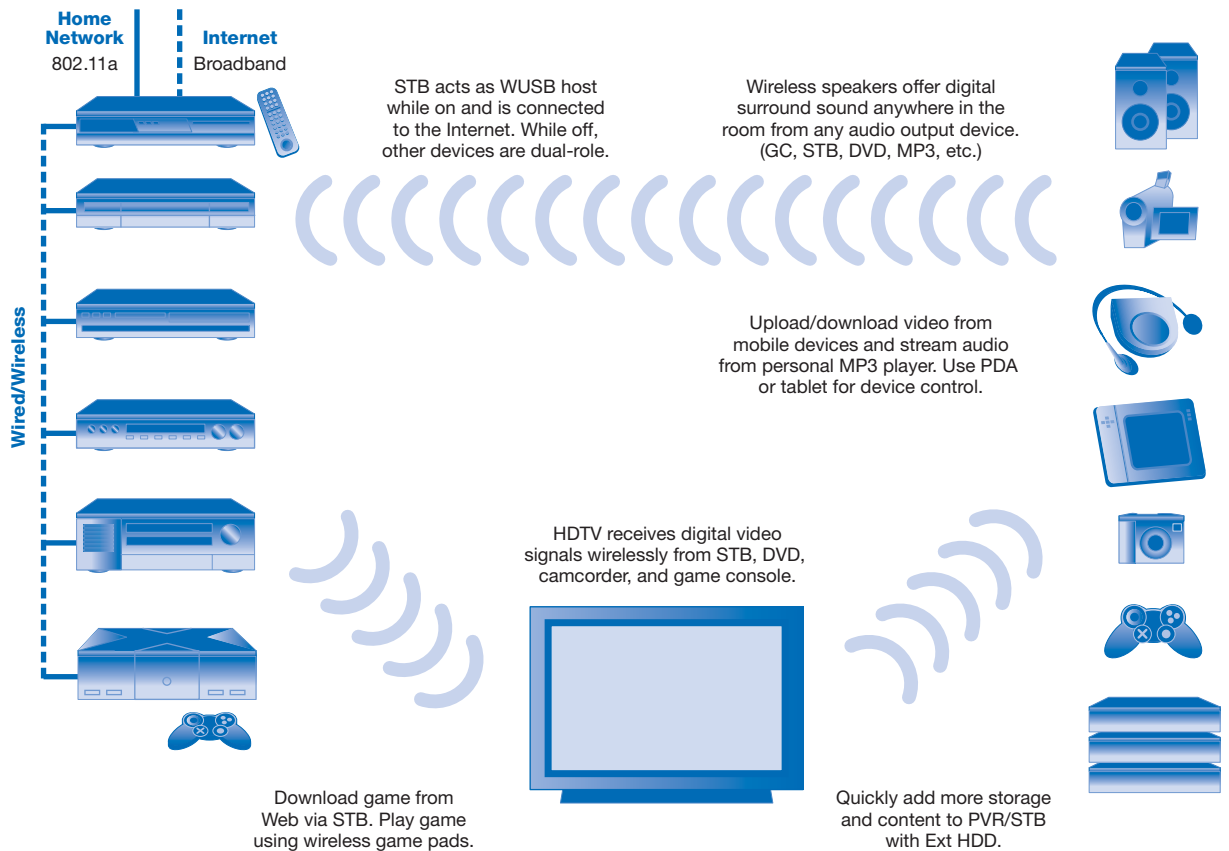 Home
Network
802.11a
Internet
Broadband
STB acts as WUSB host
while on and is connected
to the Internet. While off,
other devices are dual-role.
Wireless speakers offer digital
surround sound anywhere in the
room from any audio output device.
(GC, STB, DVD, MP3, etc.)
Wired/Wireless
Upload/download video from
mobile devices and stream audio
from personal MP3 player. Use PDA
or tablet for device control.
HDTV receives digital video
signals wirelessly from STB, DVD,
camcorder, and game console.
Download game from
Web via STB. Play game
using wireless game pads.
Quickly add more storage
and content to PVR/STB
with Ext HDD.